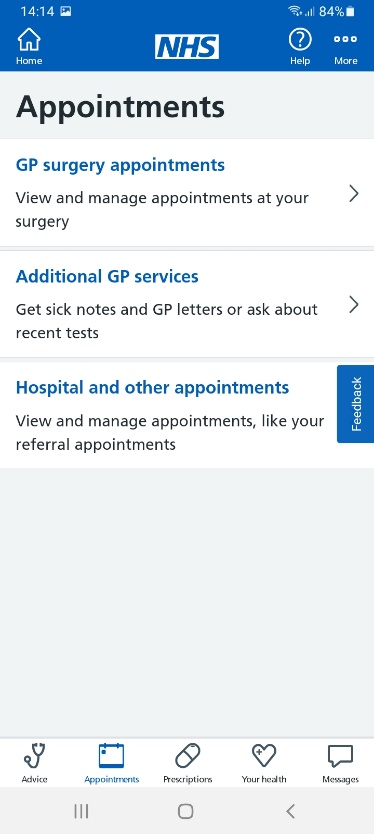 14:14 84%
NHS
Home Help More
Appointments
GP surgery appointments
View and manage appointments at your
surgery
Additional GP services
Get sick notes and GP letters or ask about
recent tests
Hospital and other appointments
View and manage appointments, like your
referral appointments
Feedback
Advice Appointments Prescriptions Your health Messages